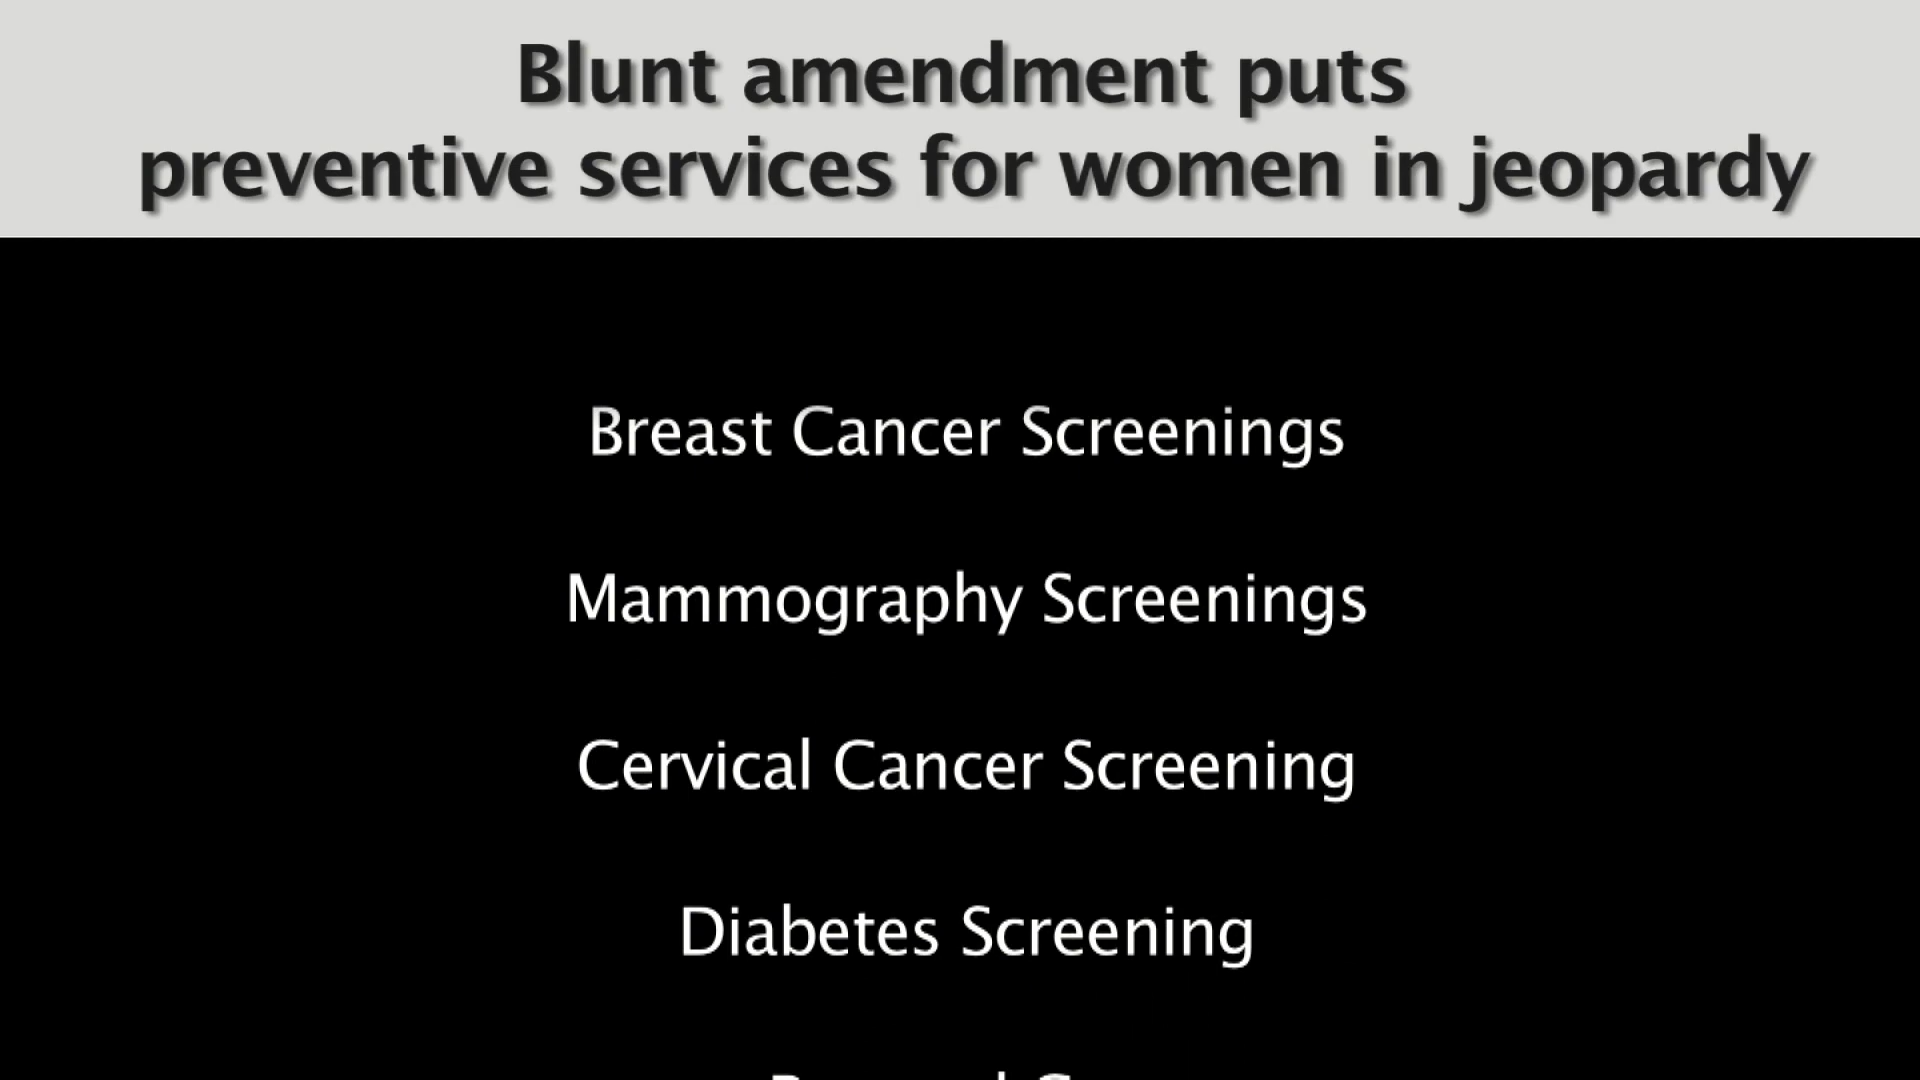 Blunt amendment puts
preventive services for women in jeopardy
Breast Cancer Screenings
Mammography Screenings
Cervical Cancer Screening
Diabetes Screening